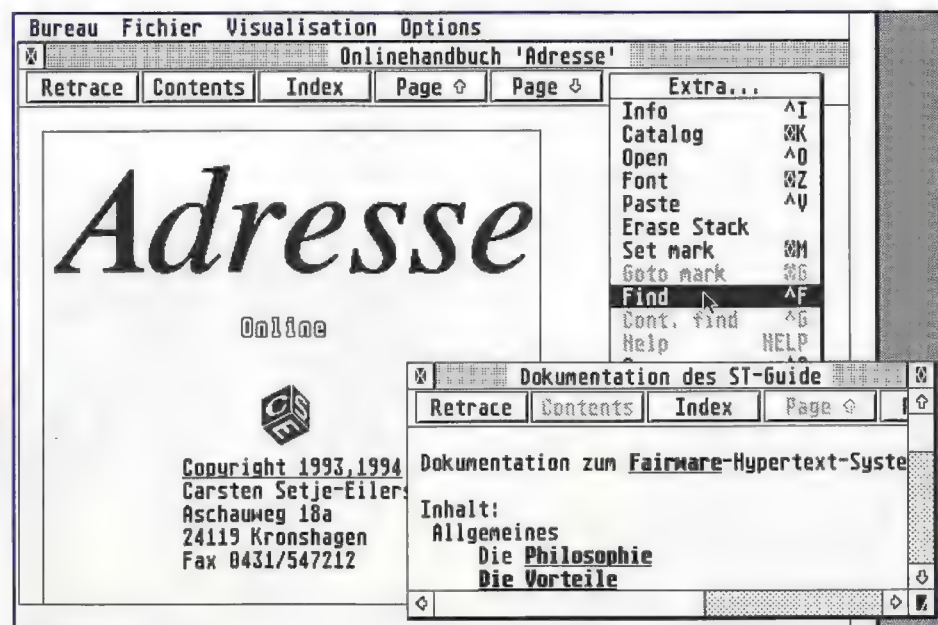 Bureau Fichier Visualisation Options
Onlinehandbuch 'Adresse'
Retrace Contents Index Page ⇧ Page ⇩ Extra...
Info ^I
Catalog K
Open ^O
Font Z
Paste ^V
Erase Stack
Set mark M
Goto mark G
Find ^F
Cont. find ^G
Help HELP
Adresse
Online
CSE
Copyright 1993,1994
Carsten Setje-Eilers
Aschauweg 18a
24119 Kronshagen
Fax 0431/547212
Dokumentation des ST-Guide
Retrace Contents Index Page ⇧
Dokumentation zum Fairware-Hypertext-Syste
Inhalt:
Allgemeines
Die Philosophie
Die Vorteile